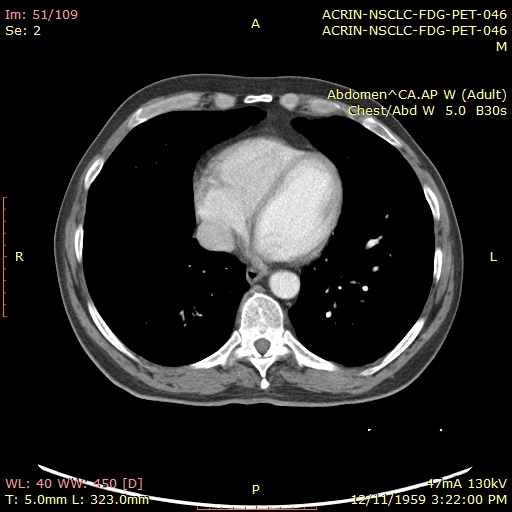 Im: 51/109
Se: 2
A
ACRIN-NSCLC-FDG-PET-046
ACRIN-NSCLC-FDG-PET-046
M
Abdomen^CA.AP W (Adult)
Chest/Abd W 5.0 B30s
R
L
WL: 40 WW: 450 [D]
T: 5.0mm L: 323.0mm
P
47mA 130kV
12/11/1959 3:22:00 PM